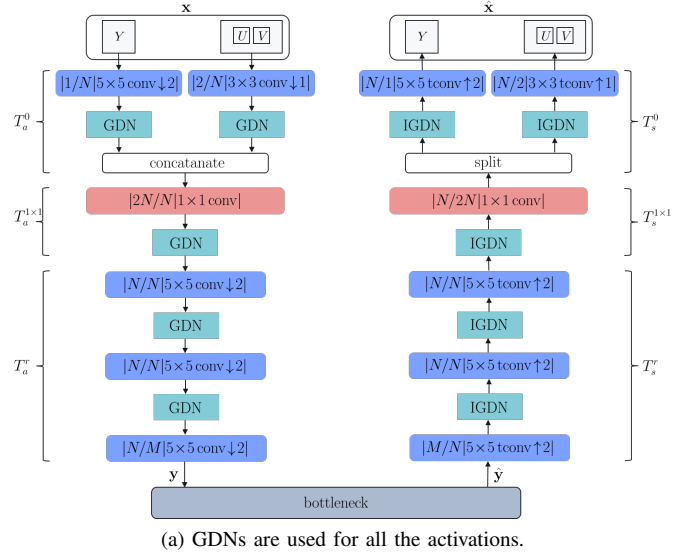 x
x̂
Y
U V
Y
U V
|1/N|5×5 conv↓2|
|2/N|3×3 conv↓1|
|N/1|5×5 tconv↑2|
|N/2|3×3 tconv↑1|
T_a^0
GDN
GDN
IGDN
IGDN
T_s^0
concatanate
split
T_a^{1×1}
|2N/N|1×1 conv|
|N/2N|1×1 conv|
T_s^{1×1}
GDN
IGDN
|N/N|5×5 conv↓2|
|N/N|5×5 tconv↑2|
GDN
IGDN
T_a^r
|N/N|5×5 conv↓2|
|N/N|5×5 tconv↑2|
T_s^r
GDN
IGDN
|N/M|5×5 conv↓2|
|M/N|5×5 tconv↑2|
y
ŷ
bottleneck
(a) GDNs are used for all the activations.